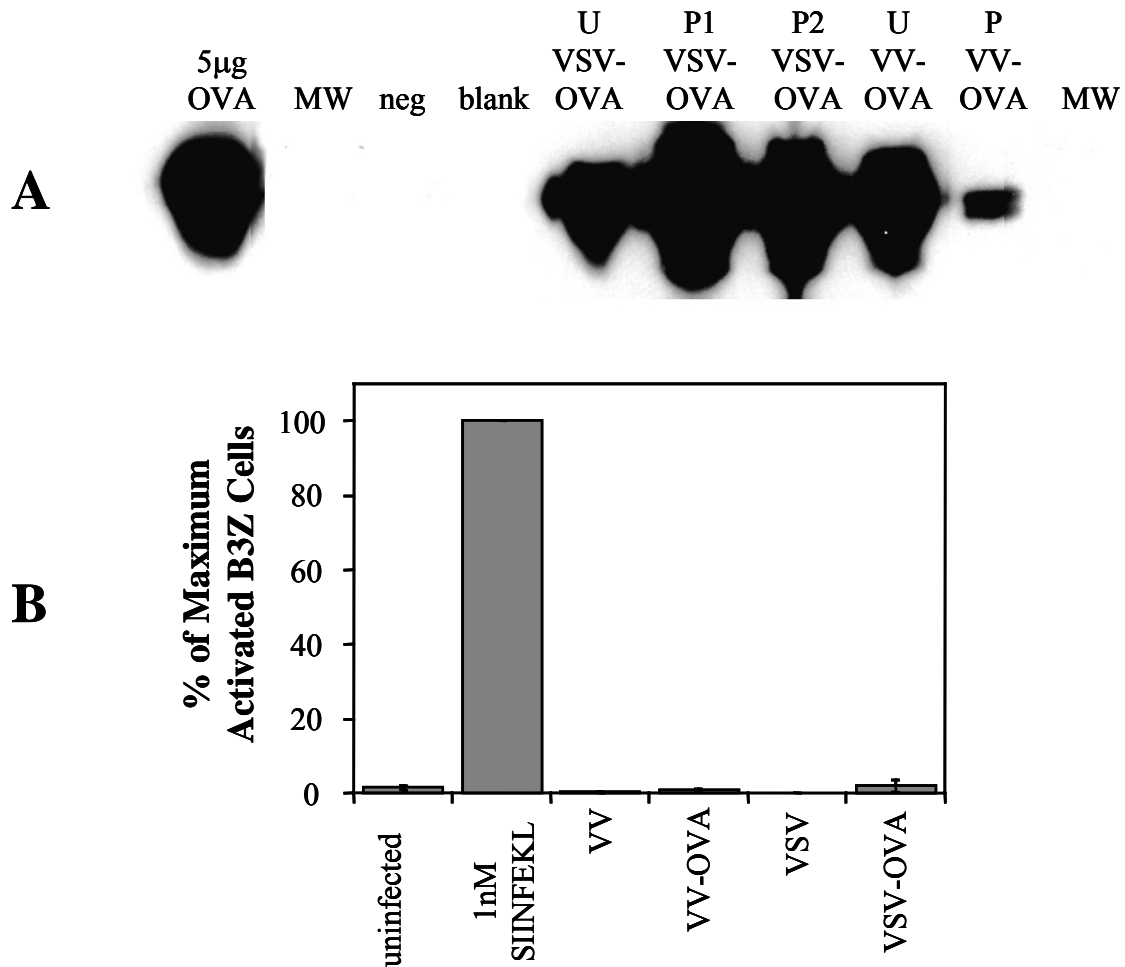 U P1 P2 U P
5μg VSV- VSV- VSV- VV- VV-
OVA MW neg blank OVA OVA OVA OVA OVA MW
A
B
% of Maximum
Activated B3Z Cells
100
80
60
40
20
0
uninfected
1nM
SIINFEKL
VV
VV-OVA
VSV
VSV-OVA